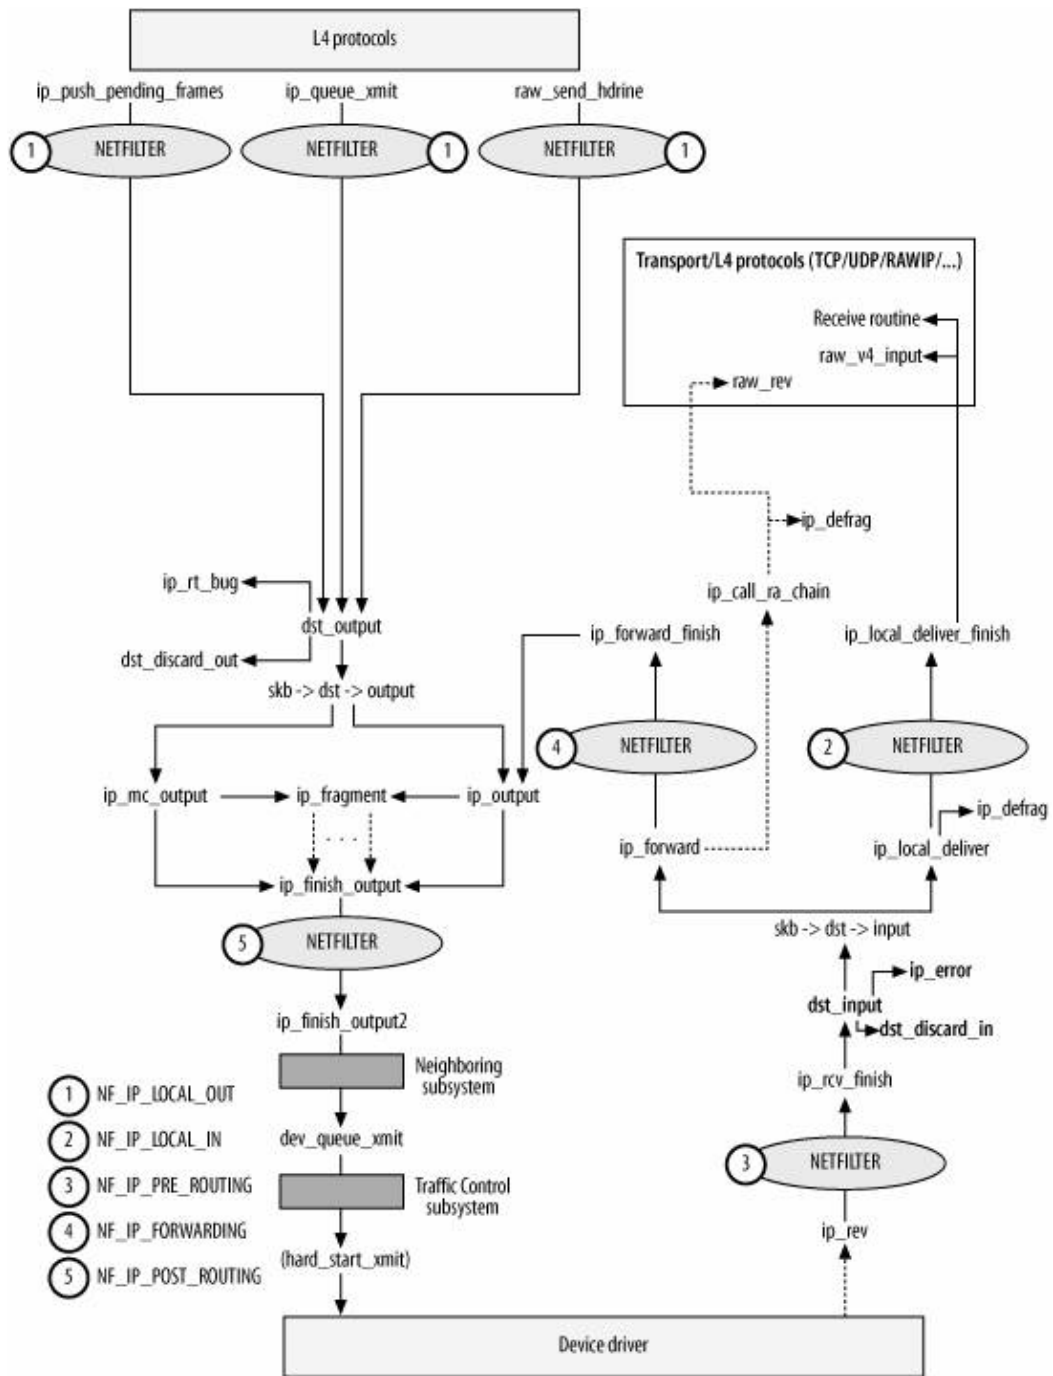 L4 protocols
ip_push_pending_frames
ip_queue_xmit
raw_send_hdrine
1
NETFILTER
NETFILTER
1
NETFILTER
1
Transport/L4 protocols (TCP/UDP/RAWIP/...)
Receive routine
raw_v4_input
raw_rev
ip_defrag
ip_rt_bug
ip_call_ra_chain
dst_output
ip_forward_finish
ip_local_deliver_finish
dst_discard_out
skb -> dst -> output
4
NETFILTER
2
NETFILTER
ip_mc_output
ip_fragment
ip_output
ip_defrag
. . .
ip_forward
ip_local_deliver
ip_finish_output
skb -> dst -> input
5
NETFILTER
ip_error
dst_input
dst_discard_in
ip_finish_output2
Neighboring
subsystem
ip_rcv_finish
1 NF_IP_LOCAL_OUT
2 NF_IP_LOCAL_IN
dev_queue_xmit
3
NETFILTER
3 NF_IP_PRE_ROUTING
Traffic Control
subsystem
4 NF_IP_FORWARDING
ip_rev
(hard_start_xmit)
5 NF_IP_POST_ROUTING
Device driver